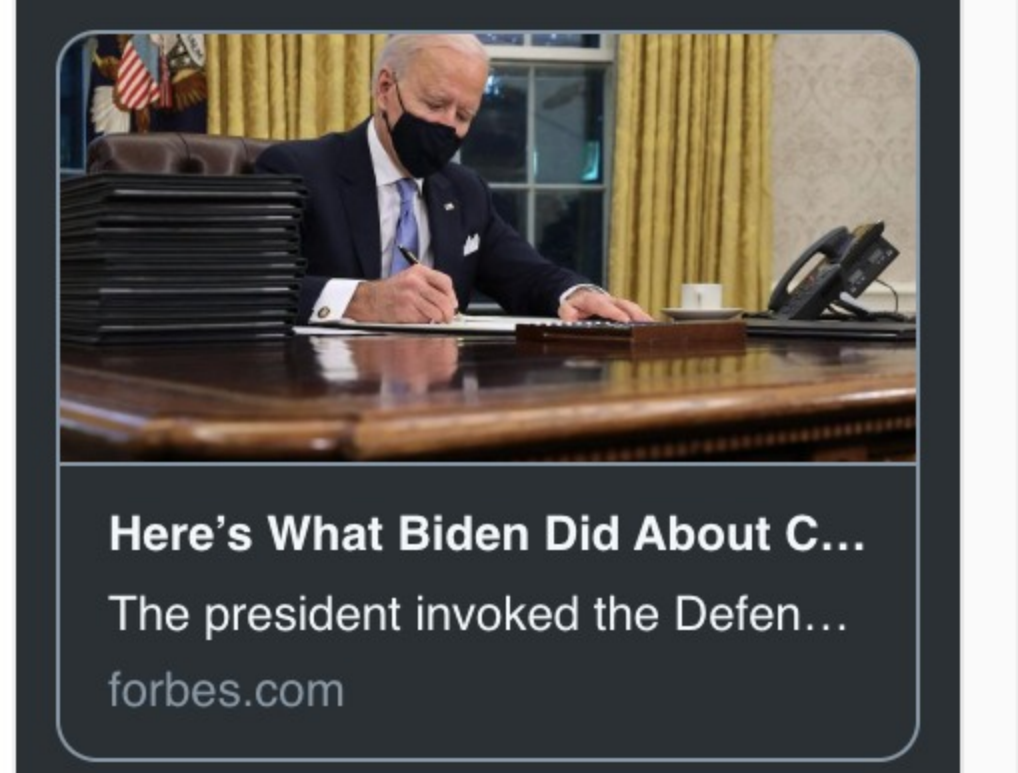 Here’s What Biden Did About C...
The president invoked the Defen...
forbes.com